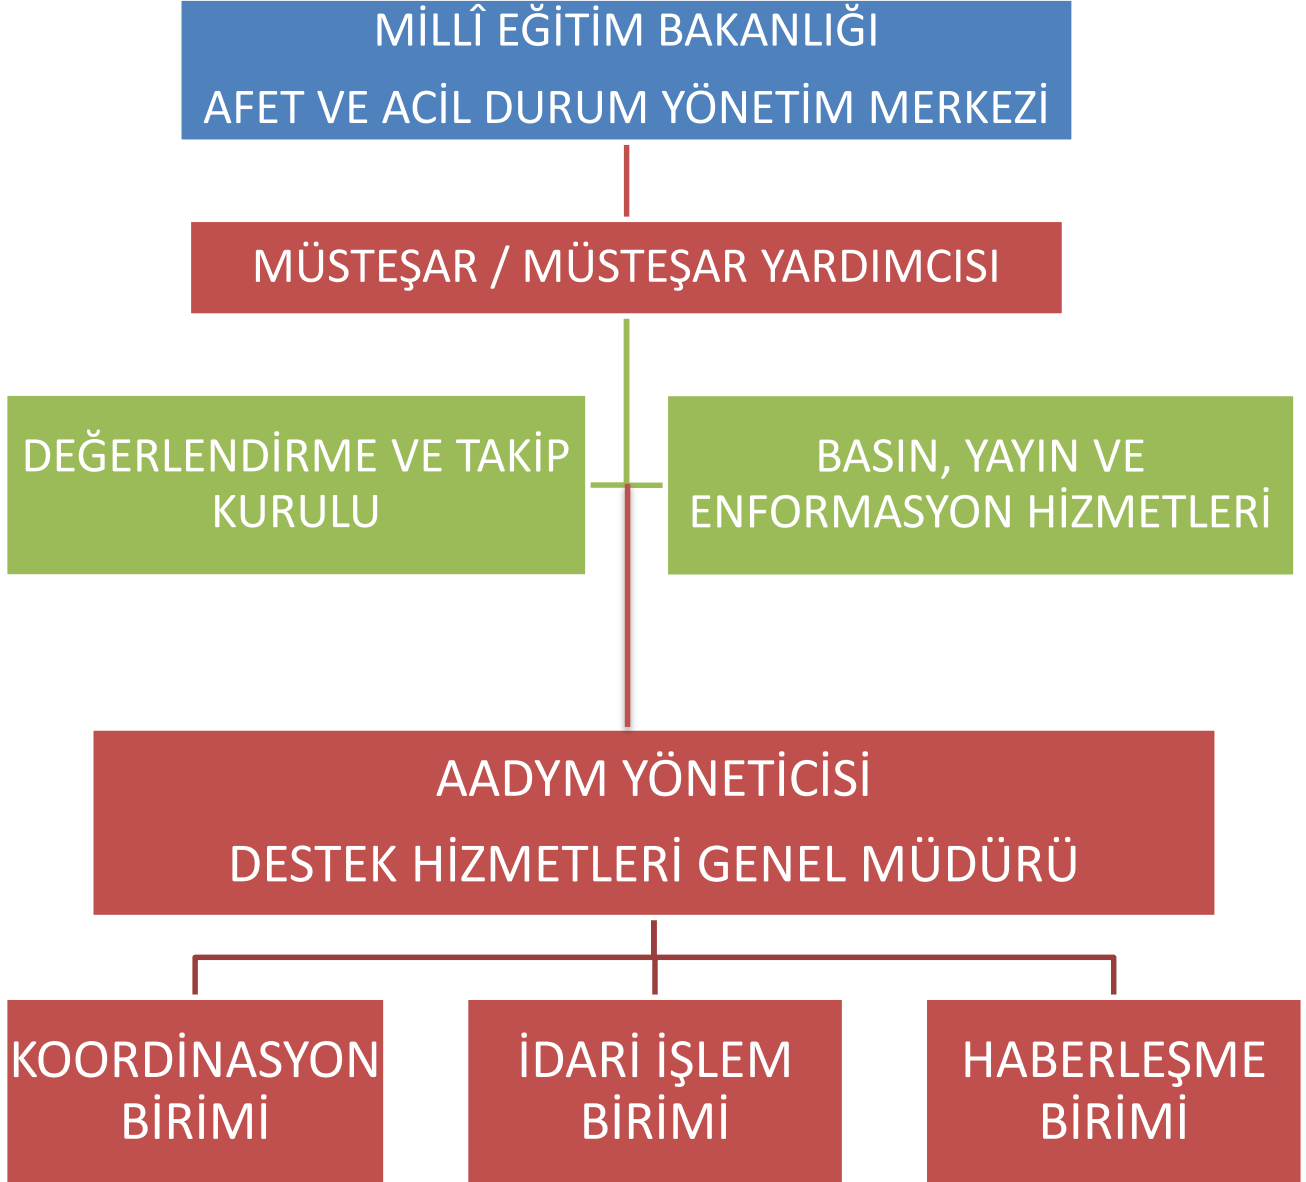 MİLLÎ EĞİTİM BAKANLIĞI
AFET VE ACİL DURUM YÖNETİM MERKEZİ
MÜSTEŞAR / MÜSTEŞAR YARDIMCISI
DEĞERLENDİRME VE TAKİP
KURULU
BASIN, YAYIN VE
ENFORMASYON HİZMETLERİ
AADYM YÖNETİCİSİ
DESTEK HİZMETLERİ GENEL MÜDÜRÜ
KOORDİNASYON
BİRİMİ
İDARİ İŞLEM
BİRİMİ
HABERLEŞME
BİRİMİ